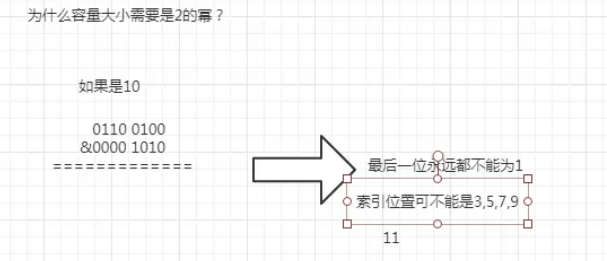 为什么容量大小需要是2的幂？
如果是10
0110 0100
&0000 1010
=============
最后一位永远都不能为1
索引位置可不能是3,5,7,9
11